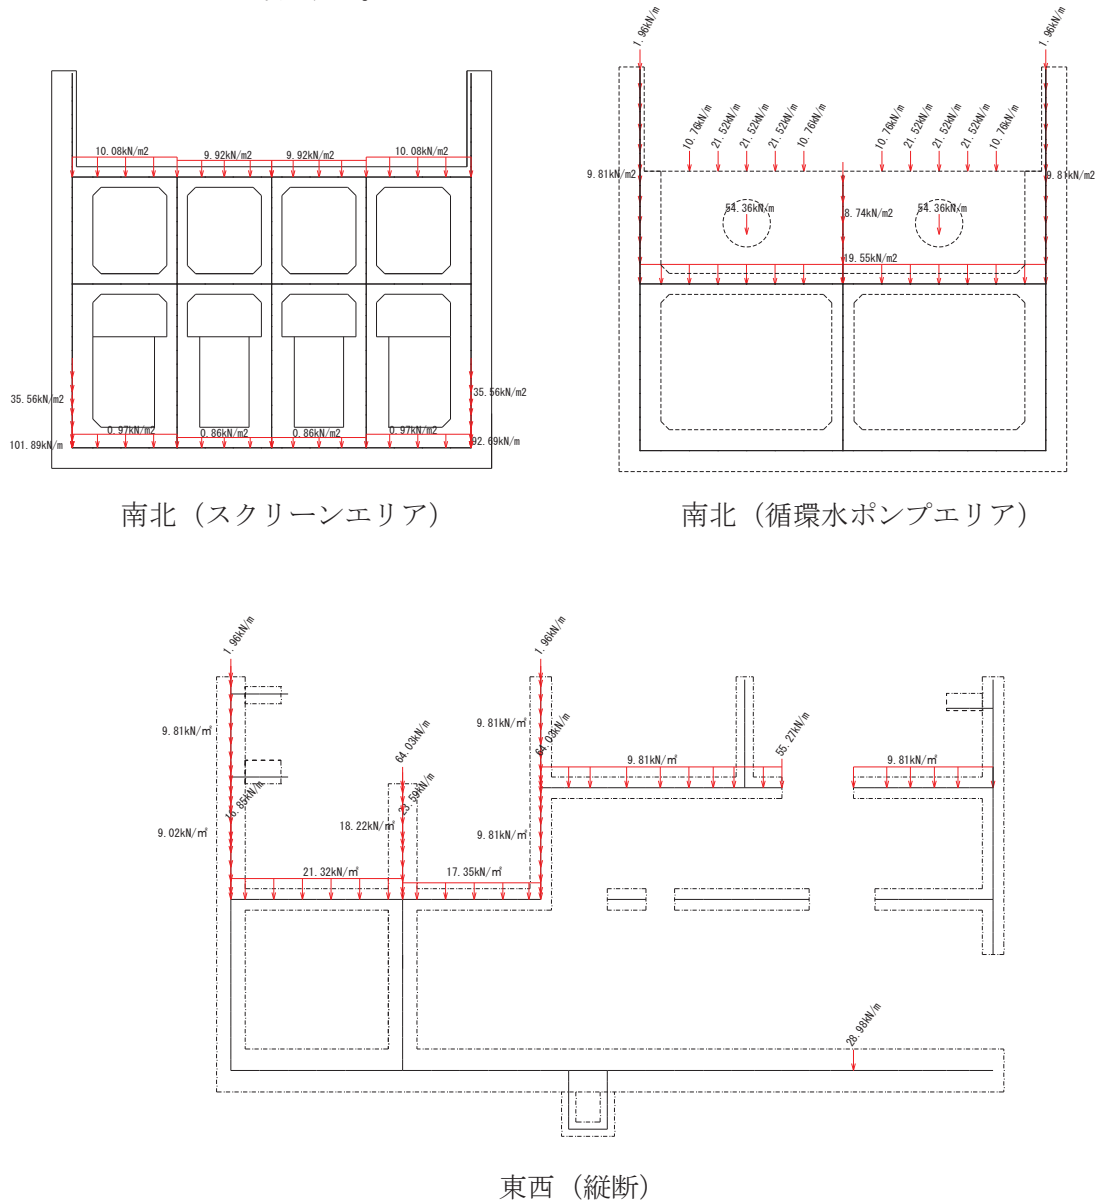 10.08kN/m2
9.92kN/m2
9.92kN/m2
10.08kN/m2
35.56kN/m2
35.56kN/m2
101.89kN/m
0.97kN/m2
0.86kN/m2
0.86kN/m2
0.97kN/m2
92.69kN/m
南北（スクリーンエリア）
1.96kN/m
1.96kN/m
10.76kN/m
21.52kN/m
21.52kN/m
21.52kN/m
10.76kN/m
10.76kN/m
21.52kN/m
21.52kN/m
21.52kN/m
10.76kN/m
9.81kN/m2
9.81kN/m2
54.36kN/m
8.74kN/m2
54.36kN/m
19.55kN/m2
南北（循環水ポンプエリア）
1.96kN/m
1.96kN/m
9.81kN/㎡
9.81kN/㎡
64.03kN/m
64.03kN/m
55.27kN/m
9.81kN/㎡
9.81kN/㎡
9.02kN/㎡
18.22kN/㎡
9.81kN/㎡
21.32kN/㎡
17.35kN/㎡
28.98kN/m
東西（縦断）